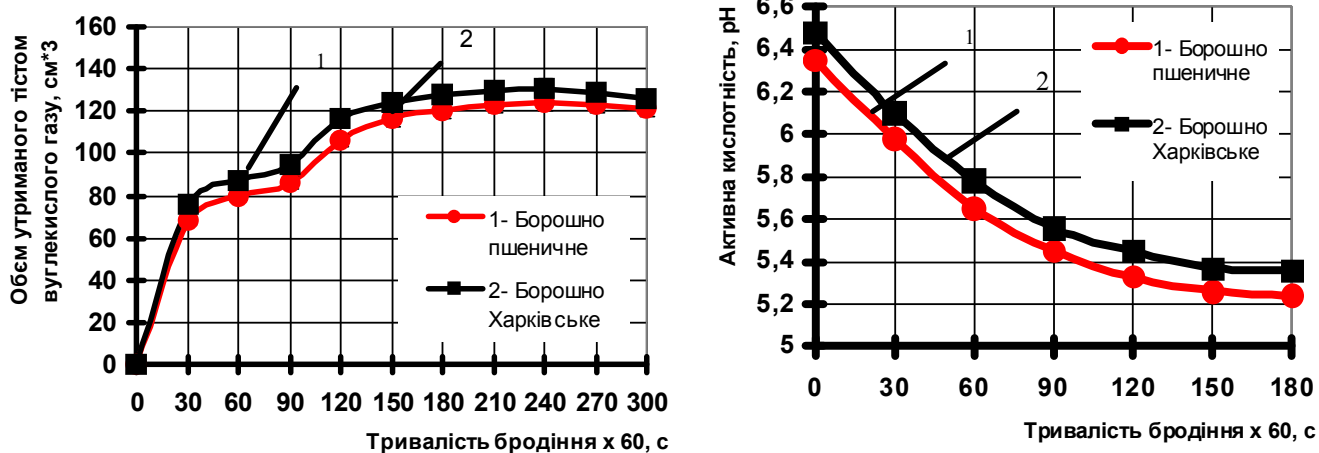 Обєм утриманого тістом
вуглекислого газу, см*3
160
140
120
100
80
60
40
20
0
1
2
1- Борошно
пшеничне
2- Борошно
Харківське
0 30 60 90 120 150 180 210 240 270 300
Тривалість бродіння х 60, с
Активна кислотність, рН
6,6
6,4
6,2
6
5,8
5,6
5,4
5,2
5
1
2
1- Борошно
пшеничне
2- Борошно
Харківське
0 30 60 90 120 150 180
Тривалість бродіння х 60, с